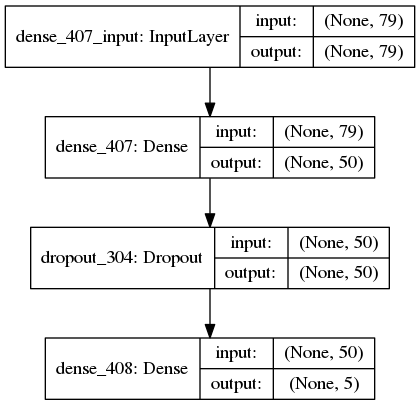 dense_407_input: InputLayer
input: (None, 79)
output: (None, 79)
dense_407: Dense
input: (None, 79)
output: (None, 50)
dropout_304: Dropout
input: (None, 50)
output: (None, 50)
dense_408: Dense
input: (None, 50)
output: (None, 5)